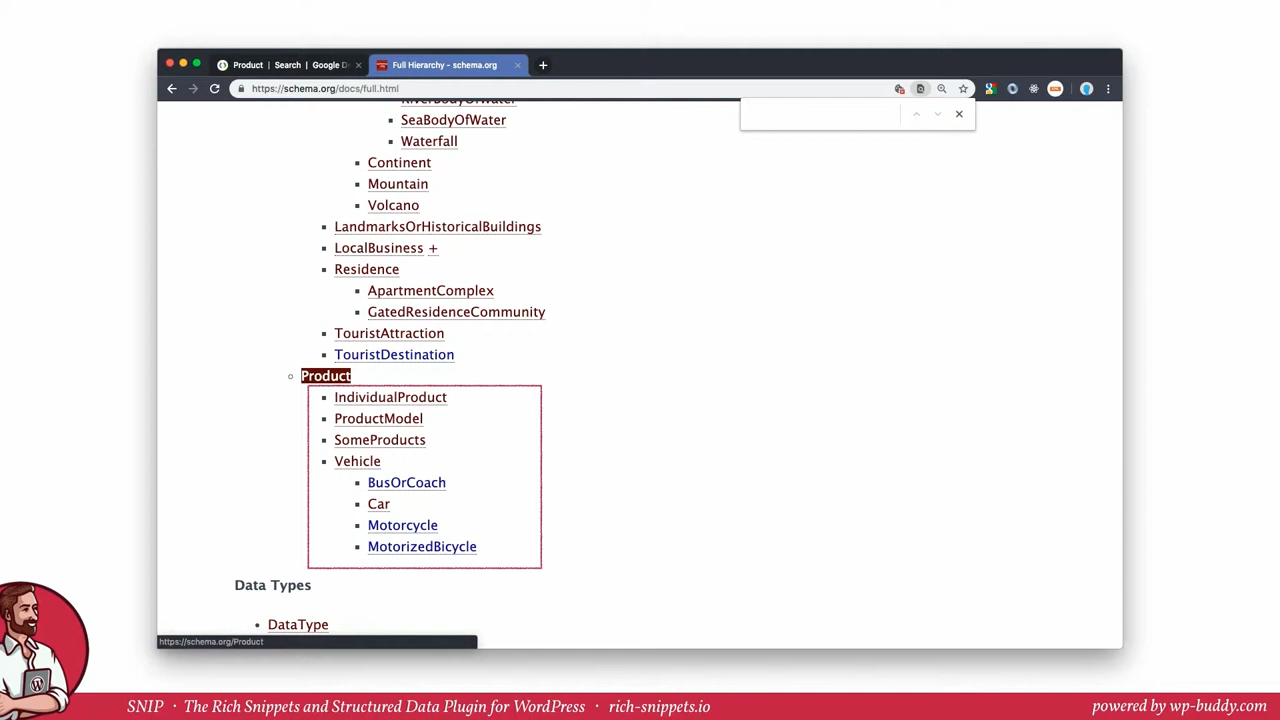 Product | Search | Google D
Full Hierarchy - schema.org
https://schema.org/docs/full.html
RiverBodyOfWater
SeaBodyOfWater
Waterfall
Continent
Mountain
Volcano
LandmarksOrHistoricalBuildings
LocalBusiness +
Residence
ApartmentComplex
GatedResidenceCommunity
TouristAttraction
TouristDestination
Product
IndividualProduct
ProductModel
SomeProducts
Vehicle
BusOrCoach
Car
Motorcycle
MotorizedBicycle
Data Types
DataType
https://schema.org/Product
SNIP · The Rich Snippets and Structured Data Plugin for WordPress · rich-snippets.io
powered by wp-buddy.com